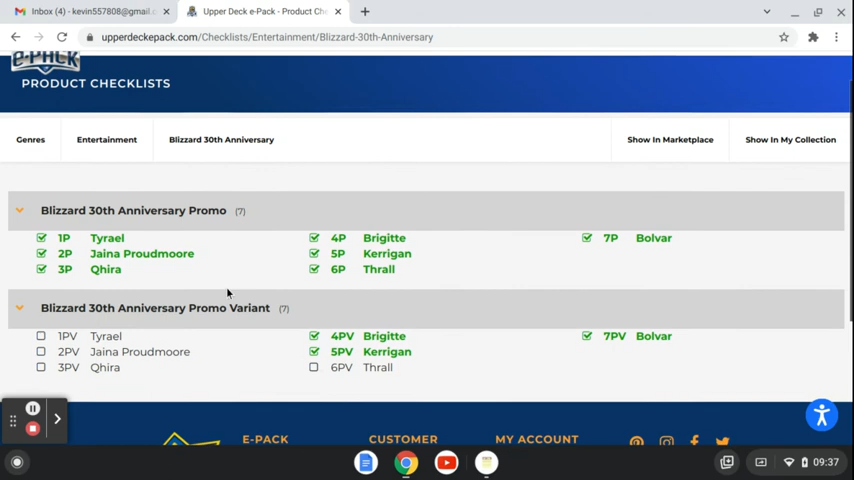 Inbox (4) - kevin557808@gmail.c
Upper Deck e-Pack - Product Che
upperdeckepack.com/Checklists/Entertainment/Blizzard-30th-Anniversary
E-PACK
PRODUCT CHECKLISTS
Genres Entertainment Blizzard 30th Anniversary Show In Marketplace Show In My Collection
Blizzard 30th Anniversary Promo (7)
1P Tyrael 4P Brigitte 7P Bolvar
2P Jaina Proudmoore 5P Kerrigan
3P Qhira 6P Thrall
Blizzard 30th Anniversary Promo Variant (7)
1PV Tyrael 4PV Brigitte 7PV Bolvar
2PV Jaina Proudmoore 5PV Kerrigan
3PV Qhira 6PV Thrall
E-PACK CUSTOMER MY ACCOUNT
09:37